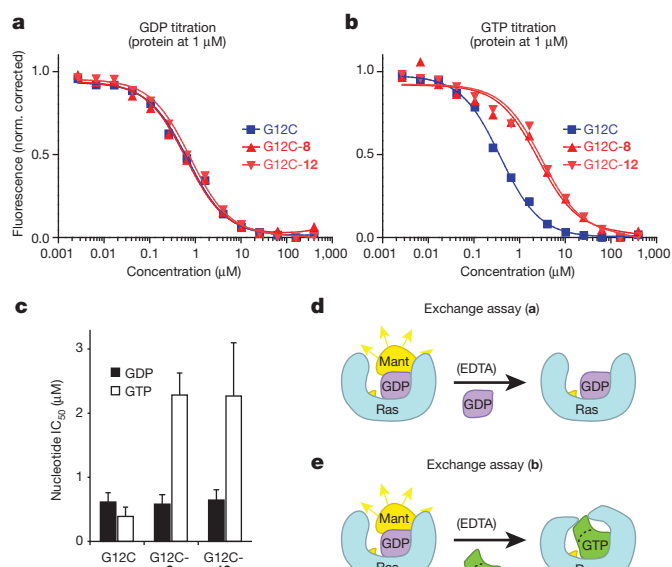 a
GDP titration
(protein at 1 μM)
Fluorescence (norm. corrected)
1.0
0.5
0.0
G12C
G12C-8
G12C-12
0.001 0.01 0.1 1 10 100 1,000
Concentration (μM)
b
GTP titration
(protein at 1 μM)
1.0
0.5
0.0
G12C
G12C-8
G12C-12
0.001 0.01 0.1 1 10 100 1,000
Concentration (μM)
c
Nucleotide IC50 (μM)
3
2
1
0
GDP
GTP
G12C G12C- G12C-
d
Exchange assay (a)
Mant
GDP
Ras
(EDTA)
GDP
GDP
Ras
e
Exchange assay (b)
Mant
GDP
Ras
(EDTA)
GTP